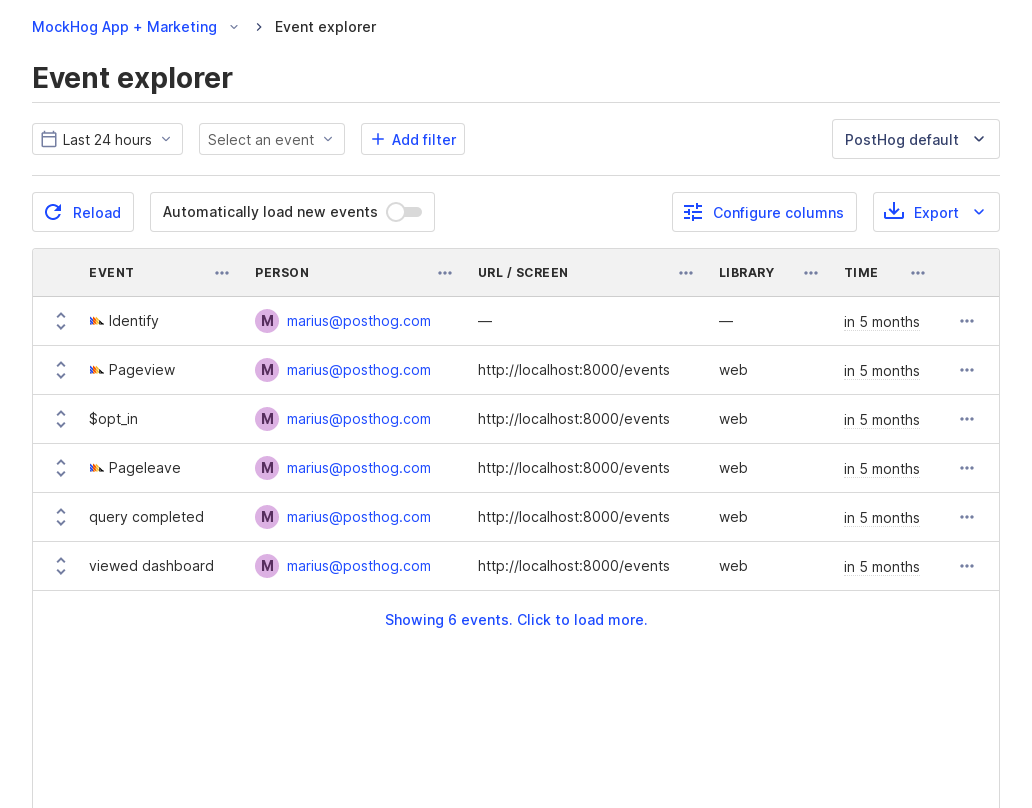 MockHog App + Marketing Event explorer
Event explorer
Last 24 hours Select an event Add filter PostHog default
Reload Automatically load new events Configure columns Export
EVENT PERSON URL / SCREEN LIBRARY TIME
Identify M marius@posthog.com — — in 5 months
Pageview M marius@posthog.com http://localhost:8000/events web in 5 months
$opt_in M marius@posthog.com http://localhost:8000/events web in 5 months
Pageleave M marius@posthog.com http://localhost:8000/events web in 5 months
query completed M marius@posthog.com http://localhost:8000/events web in 5 months
viewed dashboard M marius@posthog.com http://localhost:8000/events web in 5 months
Showing 6 events. Click to load more.